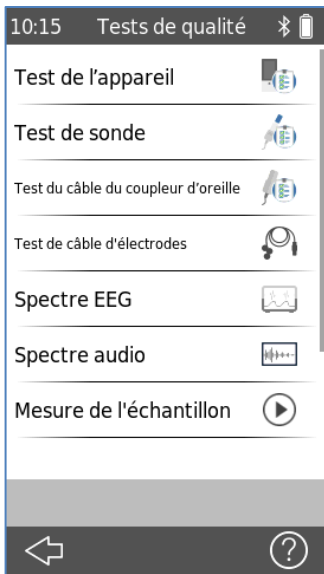 10:15 Tests de qualité
Test de l’appareil
Test de sonde
Test du câble du coupleur d’oreille
Test de câble d'électrodes
Spectre EEG
Spectre audio
Mesure de l'échantillon
?